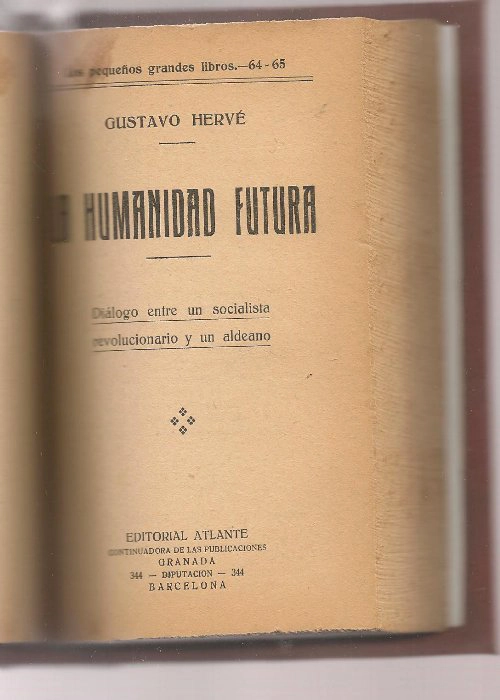 Los pequeños grandes libros.—64-65
GUSTAVO HERVÉ
LA HUMANIDAD FUTURA
Diálogo entre un socialista
revolucionario y un aldeano
EDITORIAL ATLANTE
CONTINUADORA DE LAS PUBLICACIONES
GRANADA
344 — DIPUTACION — 344
BARCELONA